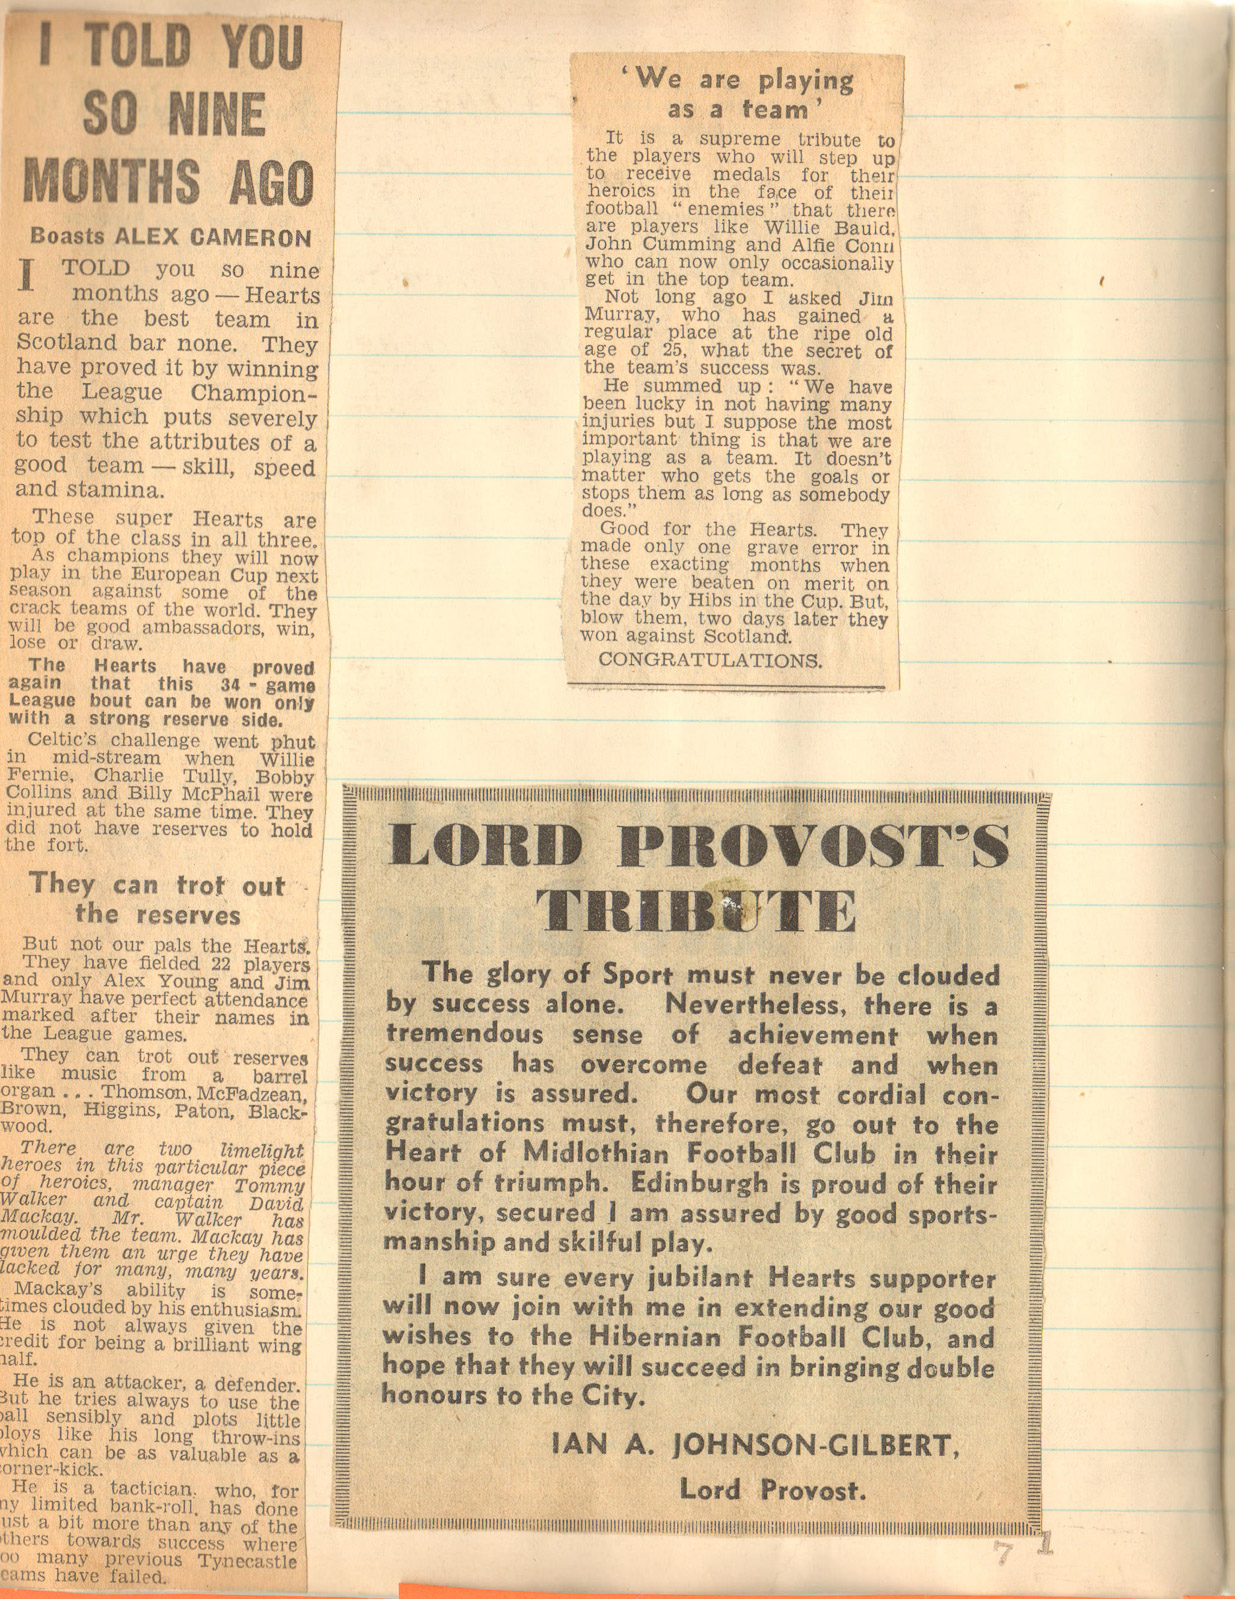 I TOLD YOU
SO NINE
MONTHS AGO
Boasts ALEX CAMERON
I TOLD you so nine
months ago — Hearts
are the best team in
Scotland bar none. They
have proved it by winning
the League Champion-
ship which puts severely
to test the attributes of a
good team — skill, speed
and stamina.
These super Hearts are
top of the class in all three.
As champions they will now
play in the European Cup next
season against some of the
crack teams of the world. They
will be good ambassadors, win,
lose or draw.
The Hearts have proved
again that this 34-game
League bout can be won only
with a strong reserve side.
Celtic's challenge went phut
in mid-stream when Willie
Fernie, Charlie Tully, Bobby
Collins and Billy McPhail were
injured at the same time. They
did not have reserves to hold
the fort.
They can trot out
the reserves
But not our pals the Hearts.
They have fielded 22 players
and only Alex Young and Jim
Murray have perfect attendance
marked after their names in
the League games.
They can trot out reserves
like music from a barrel
organ . . . Thomson, McFadzean,
Brown, Higgins, Paton, Black-
wood.
There are two limelight
heroes in this particular piece
of heroics, manager Tommy
Walker and captain David
Mackay. Mr. Walker has
moulded the team. Mackay has
given them an urge they have
lacked for many, many years.
Mackay's ability is some-
times clouded by his enthusiasm.
He is not always given the
credit for being a brilliant wing
half.
He is an attacker, a defender.
But he tries always to use the
ball sensibly and plots little
ploys like his long throw-ins
which can be as valuable as a
corner-kick.
He is a tactician, who, for
my limited bank-roll, has done
just a bit more than any of the
others towards success where
too many previous Tynecastle
teams have failed.
'We are playing
as a team'
It is a supreme tribute to
the players who will step up
to receive medals for their
heroics in the face of their
football "enemies" that there
are players like Willie Bauld,
John Cumming and Alfie Conn
who can now only occasionally
get in the top team.
Not long ago I asked Jim
Murray, who has gained a
regular place at the ripe old
age of 25, what the secret of
the team's success was.
He summed up: "We have
been lucky in not having many
injuries but I suppose the most
important thing is that we are
playing as a team. It doesn't
matter who gets the goals or
stops them as long as somebody
does."
Good for the Hearts. They
made only one grave error in
these exacting months when
they were beaten on merit on
the day by Hibs in the Cup. But,
blow them, two days later they
won against Scotland.
CONGRATULATIONS.
LORD PROVOST'S
TRIBUTE
The glory of Sport must never be clouded
by success alone. Nevertheless, there is a
tremendous sense of achievement when
success has overcome defeat and when
victory is assured. Our most cordial con-
gratulations must, therefore, go out to the
Heart of Midlothian Football Club in their
hour of triumph. Edinburgh is proud of their
victory, secured I am assured by good sports-
manship and skilful play.
I am sure every jubilant Hearts supporter
will now join with me in extending our good
wishes to the Hibernian Football Club, and
hope that they will succeed in bringing double
honours to the City.
IAN A. JOHNSON-GILBERT,
Lord Provost.
71